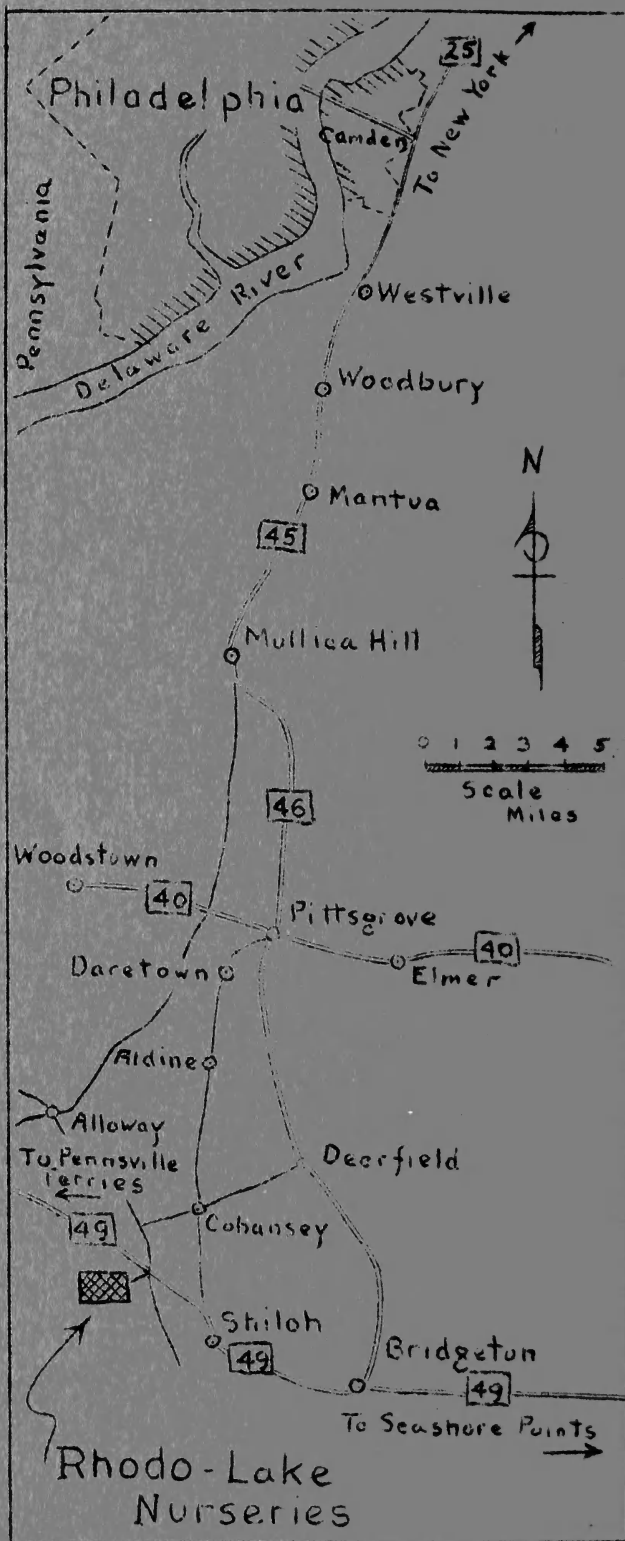 25
To New York
Philadelphia
Camden
Pennsylvania
Delaware River
Westville
Woodbury
N
Mantua
45
Mullica Hill
0 1 2 3 4 5
Scale
Miles
46
Woodstown
40
Pittsgrove
40
Daretown
Elmer
Aldine
Alloway
To Pennsville
Ferries
Deerfield
49
Cohansey
Shiloh
49
Bridgeton
49
To Seashore Points
Rhodo-Lake
Nurseries